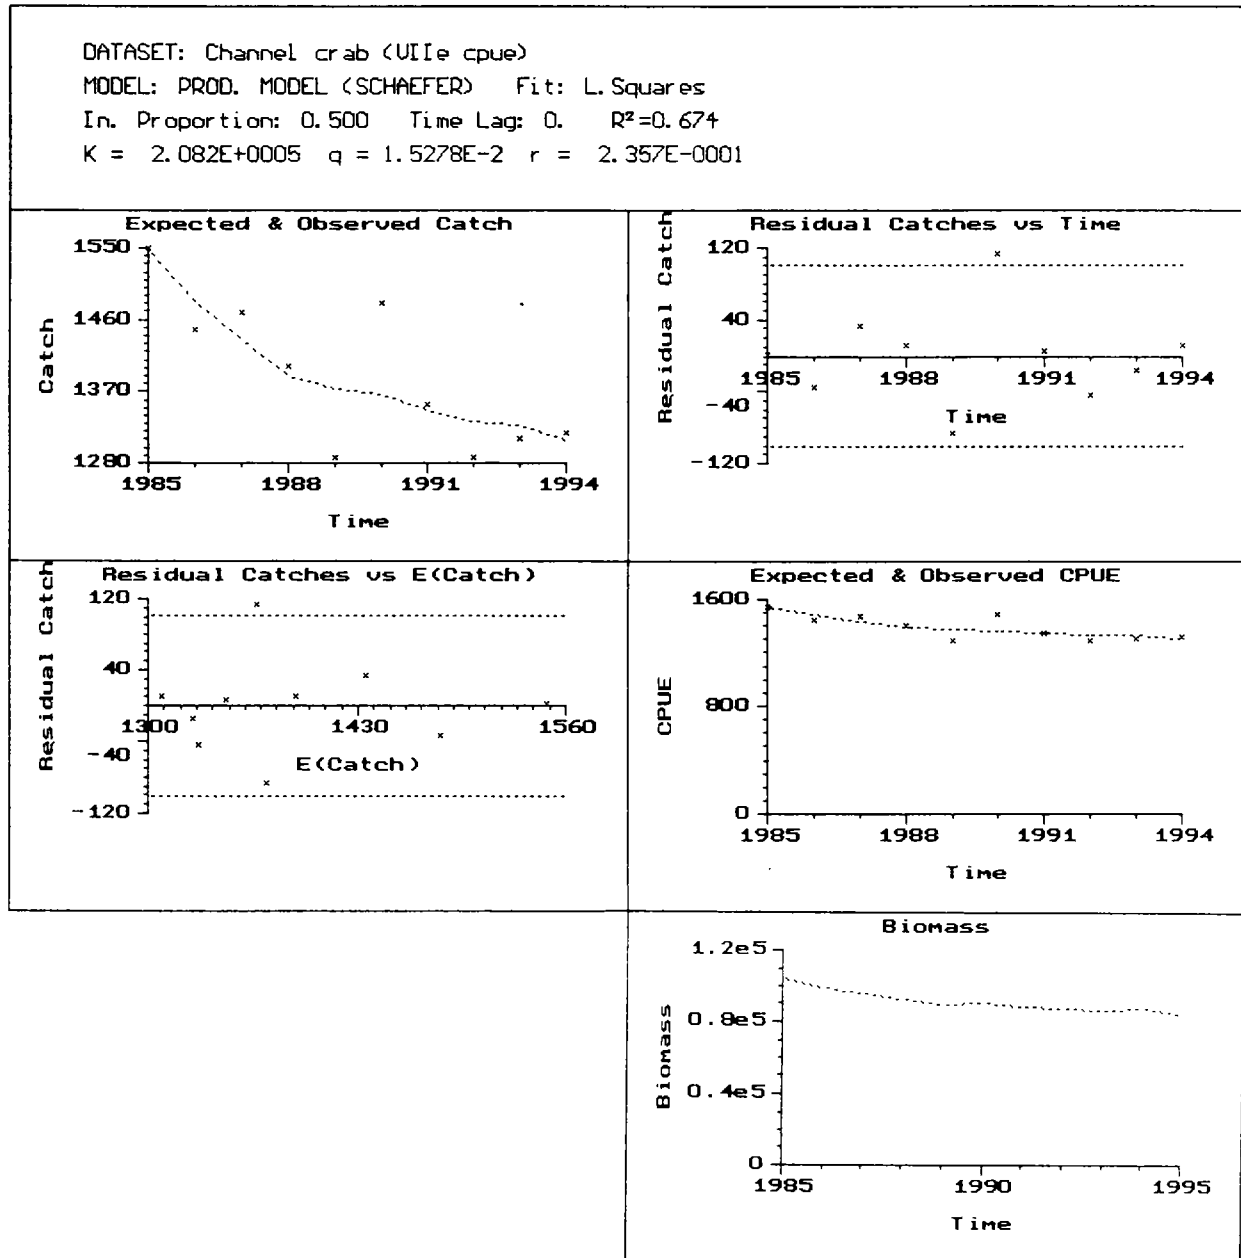 DATASET: Channel crab (VIIe cpue)
MODEL: PROD. MODEL (SCHAEFER) Fit: L. Squares
In. Proportion: 0.500 Time Lag: 0. R²=0.674
K = 2.082E+0005 q = 1.5278E-2 r = 2.357E-0001
Expected & Observed Catch
1550
1460
1370
1280
Catch
1985 1988 1991 1994
Time
Residual Catches vs Time
120
40
-40
-120
Residual Catch
1985 1988 1991 1994
Time
Residual Catches vs E(Catch)
120
40
-40
-120
Residual Catch
1300 1430 1560
E(Catch)
Expected & Observed CPUE
1600
800
0
CPUE
1985 1988 1991 1994
Time
Biomass
1.2e5
0.8e5
0.4e5
0
Biomass
1985 1990 1995
Time